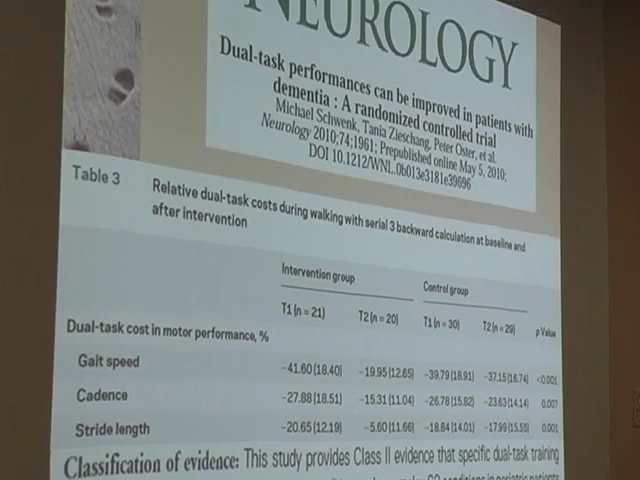 NEUROLOGY
Dual-task performances can be improved in patients with
dementia : A randomized controlled trial
Michael Schwenk, Tania Zieschang, Peter Oster, et al.
Neurology 2010;74;1961; Prepublished online May 5, 2010;
DOI 10.1212/WNL.0b013e3181e39696
Table 3 Relative dual-task costs during walking with serial 3 backward calculation at baseline and
after intervention
Intervention group Control group
T1 (n = 21) T2 (n = 20) T1 (n = 30) T2 (n = 29) p Value
Dual-task cost in motor performance, %
Gait speed −41.60 (18.40) −19.95 (12.65) −39.79 (18.91) −37.15 (16.74) <0.001
Cadence −27.88 (18.51) −15.31 (11.04) −26.78 (15.82) −23.63 (14.14) 0.007
Stride length −20.65 (12.19) −5.60 (11.66) −18.84 (14.01) −17.99 (15.55) 0.001
Classification of evidence: This study provides Class II evidence that specific dual-task training
conditions in geriatric patients